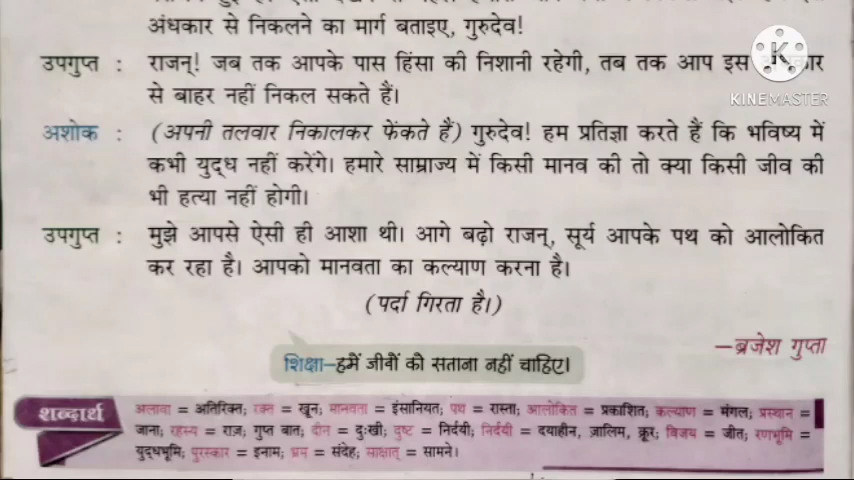 अंधकार से निकलने का मार्ग बताइए, गुरुदेव!
उपगुप्त : राजन्! जब तक आपके पास हिंसा की निशानी रहेगी, तब तक आप इस
से बाहर नहीं निकल सकते हैं।
अशोक : (अपनी तलवार निकालकर फेंकते हैं) गुरुदेव! हम प्रतिज्ञा करते हैं कि भविष्य में
कभी युद्ध नहीं करेंगे। हमारे साम्राज्य में किसी मानव की तो क्या किसी जीव की
भी हत्या नहीं होगी।
उपगुप्त : मुझे आपसे ऐसी ही आशा थी। आगे बढ़ो राजन्, सूर्य आपके पथ को आलोकित
कर रहा है। आपको मानवता का कल्याण करना है।
(पर्दा गिरता है।)
—ब्रजेश गुप्ता
शिक्षा–हमें जीवों को सताना नहीं चाहिए।
शब्दार्थ
अलावा = अतिरिक्त; रक्त = खून; मानवता = इंसानियत; पथ = रास्ता; आलोकित = प्रकाशित; कल्याण = मंगल; प्रस्थान =
जाना; रहस्य = राज़; गुप्त बात; दीन = दुःखी; दुष्ट = निर्दयी; निर्दयी = दयाहीन, ज़ालिम, क्रूर; विजय = जीत; रणभूमि =
युद्धभूमि; पुरस्कार = इनाम; भ्रम = संदेह; साक्षात् = सामने।
K
KINEMASTER